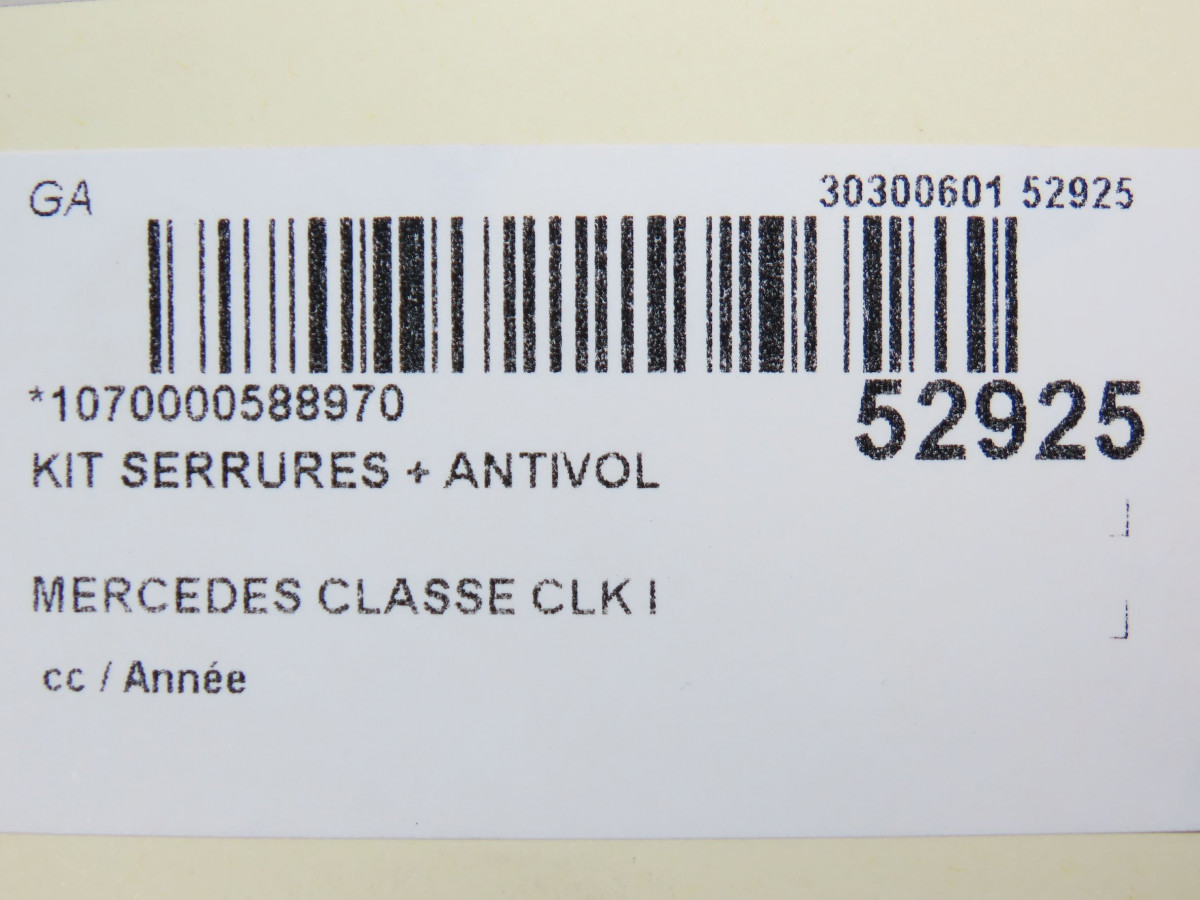 GA 30300601 52925
*1070000588970 52925
KIT SERRURES + ANTIVOL
MERCEDES CLASSE CLK I
cc / Année